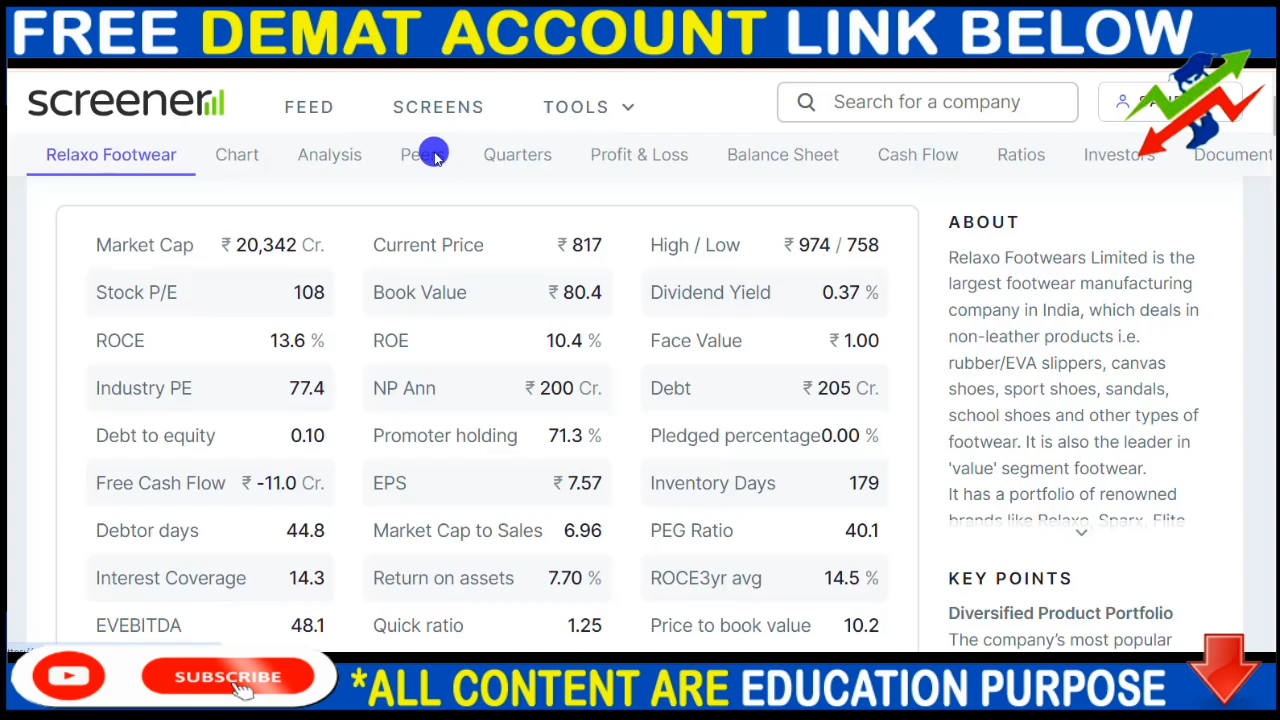 FREE DEMAT ACCOUNT LINK BELOW
screener
FEED
SCREENS
TOOLS
Search for a company
Relaxo Footwear
Chart
Analysis
Quarters
Profit & Loss
Balance Sheet
Cash Flow
Ratios
Investors
Document
Market Cap ₹ 20,342 Cr.
Current Price ₹ 817
High / Low ₹ 974 / 758
Stock P/E 108
Book Value ₹ 80.4
Dividend Yield 0.37 %
ROCE 13.6 %
ROE 10.4 %
Face Value ₹ 1.00
Industry PE 77.4
NP Ann ₹ 200 Cr.
Debt ₹ 205 Cr.
Debt to equity 0.10
Promoter holding 71.3 %
Pledged percentage 0.00 %
Free Cash Flow ₹ -11.0 Cr.
EPS ₹ 7.57
Inventory Days 179
Debtor days 44.8
Market Cap to Sales 6.96
PEG Ratio 40.1
Interest Coverage 14.3
Return on assets 7.70 %
ROCE3yr avg 14.5 %
EVEBITDA 48.1
Quick ratio 1.25
Price to book value 10.2
ABOUT
Relaxo Footwears Limited is the
largest footwear manufacturing
company in India, which deals in
non-leather products i.e.
rubber/EVA slippers, canvas
shoes, sport shoes, sandals,
school shoes and other types of
footwear. It is also the leader in
'value' segment footwear.
It has a portfolio of renowned
brands like Relaxo, Sparx, Flite
KEY POINTS
Diversified Product Portfolio
The company's most popular
SUBSCRIBE
*ALL CONTENT ARE EDUCATION PURPOSE